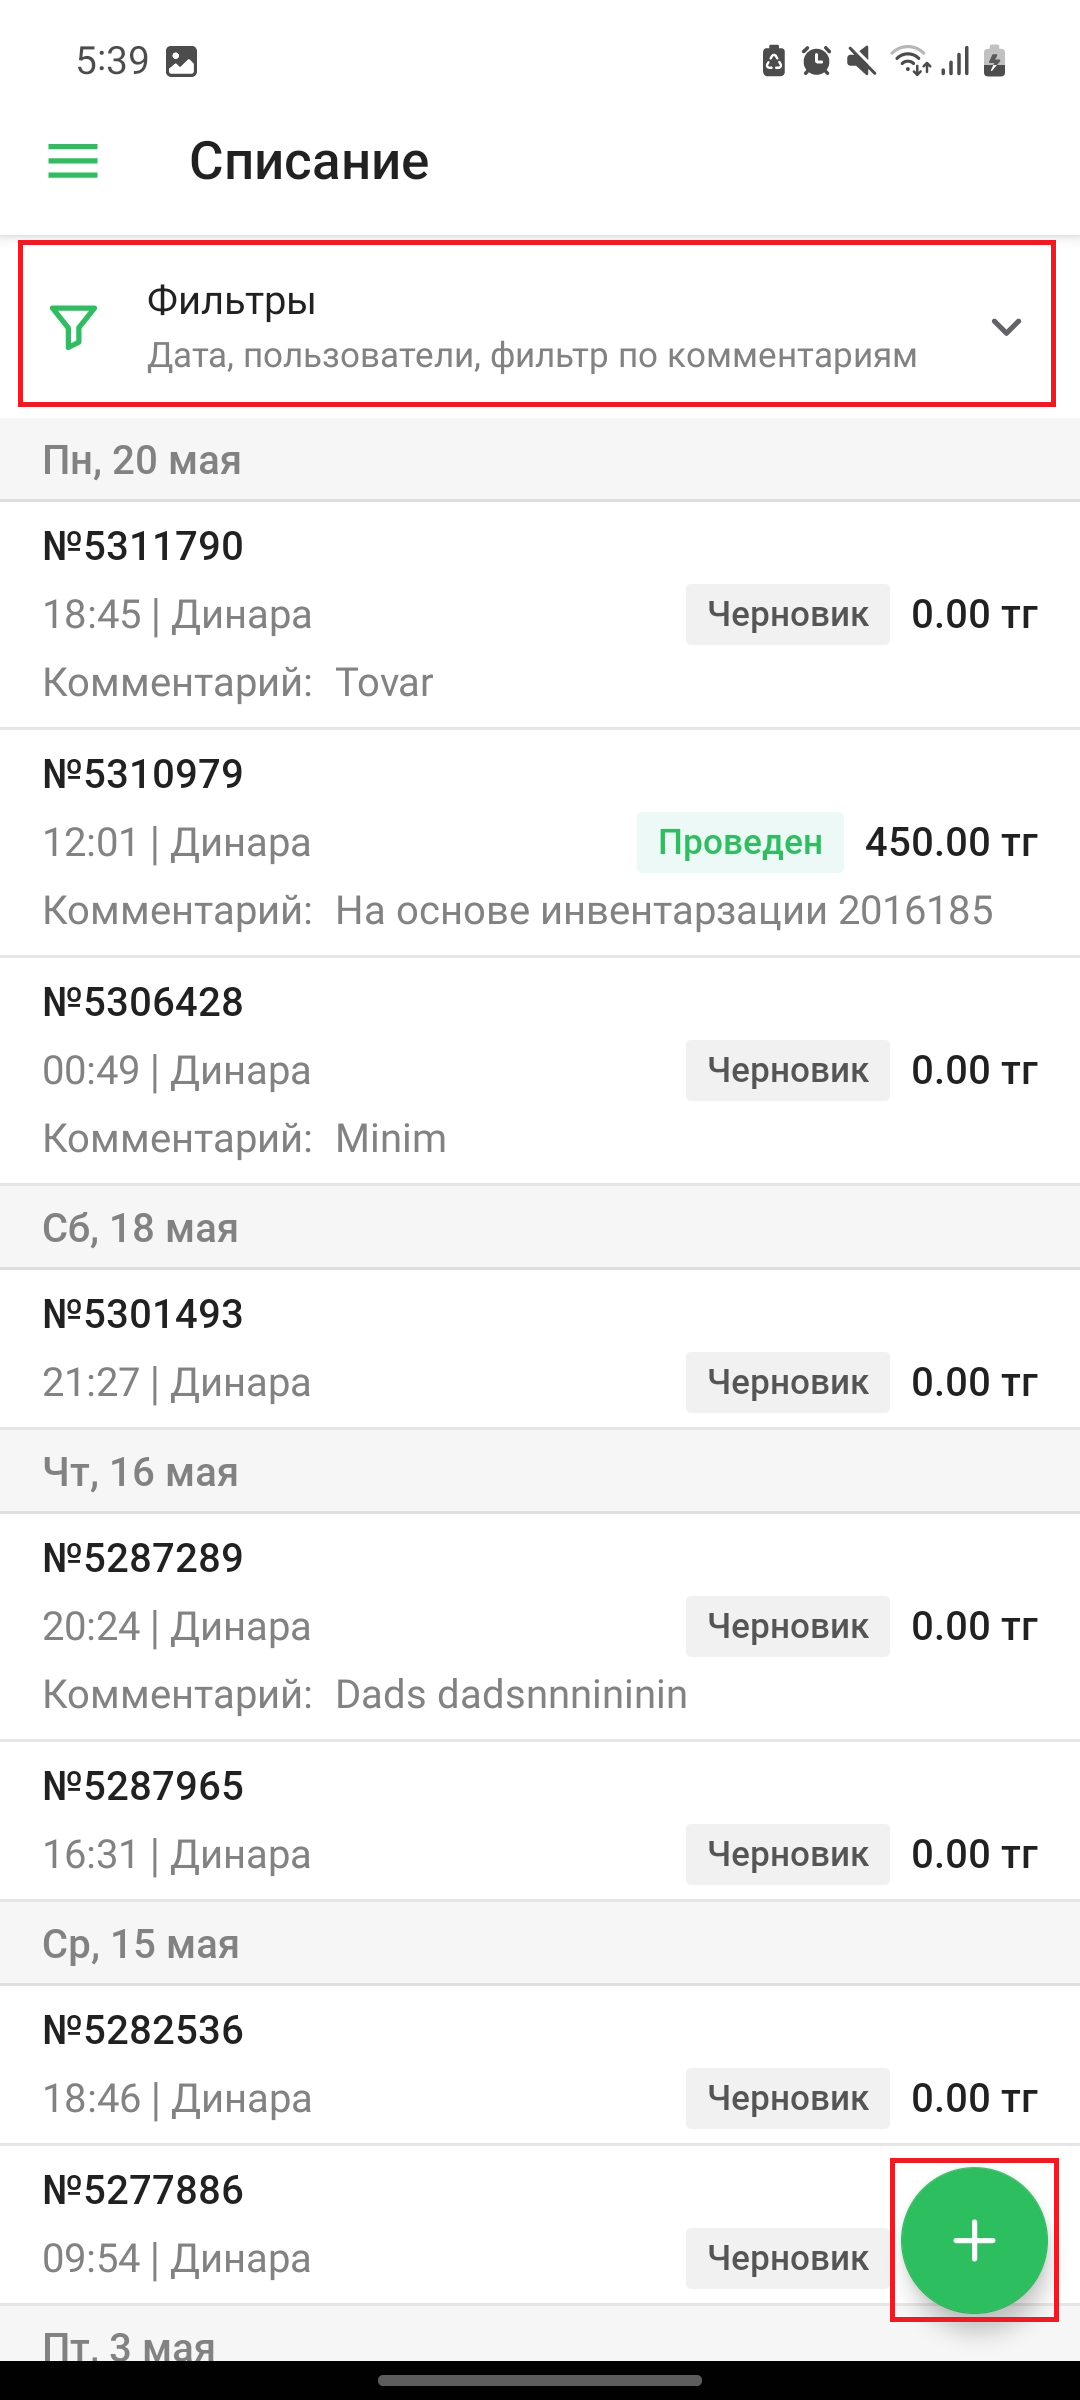 5:39
Списание
Фильтры
Дата, пользователи, фильтр по комментариям
Пн, 20 мая
№5311790
18:45 | Динара Черновик 0.00 тг
Комментарий: Tovar
№5310979
12:01 | Динара Проведен 450.00 тг
Комментарий: На основе инвентарзации 2016185
№5306428
00:49 | Динара Черновик 0.00 тг
Комментарий: Minim
Сб, 18 мая
№5301493
21:27 | Динара Черновик 0.00 тг
Чт, 16 мая
№5287289
20:24 | Динара Черновик 0.00 тг
Комментарий: Dads dadsnnnininin
№5287965
16:31 | Динара Черновик 0.00 тг
Ср, 15 мая
№5282536
18:46 | Динара Черновик 0.00 тг
№5277886
09:54 | Динара Черновик
Пт, 3 мая